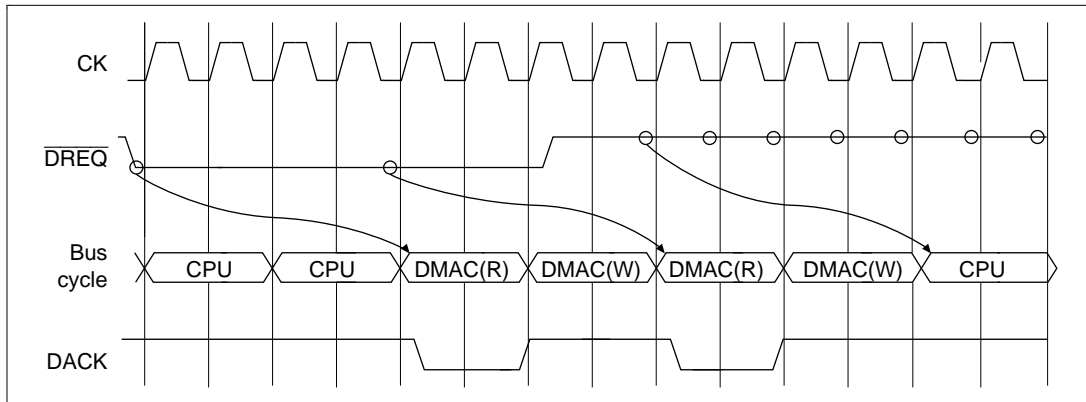 CK
DREQ
Bus
cycle
CPU CPU DMAC(R) DMAC(W) DMAC(R) DMAC(W) CPU
DACK